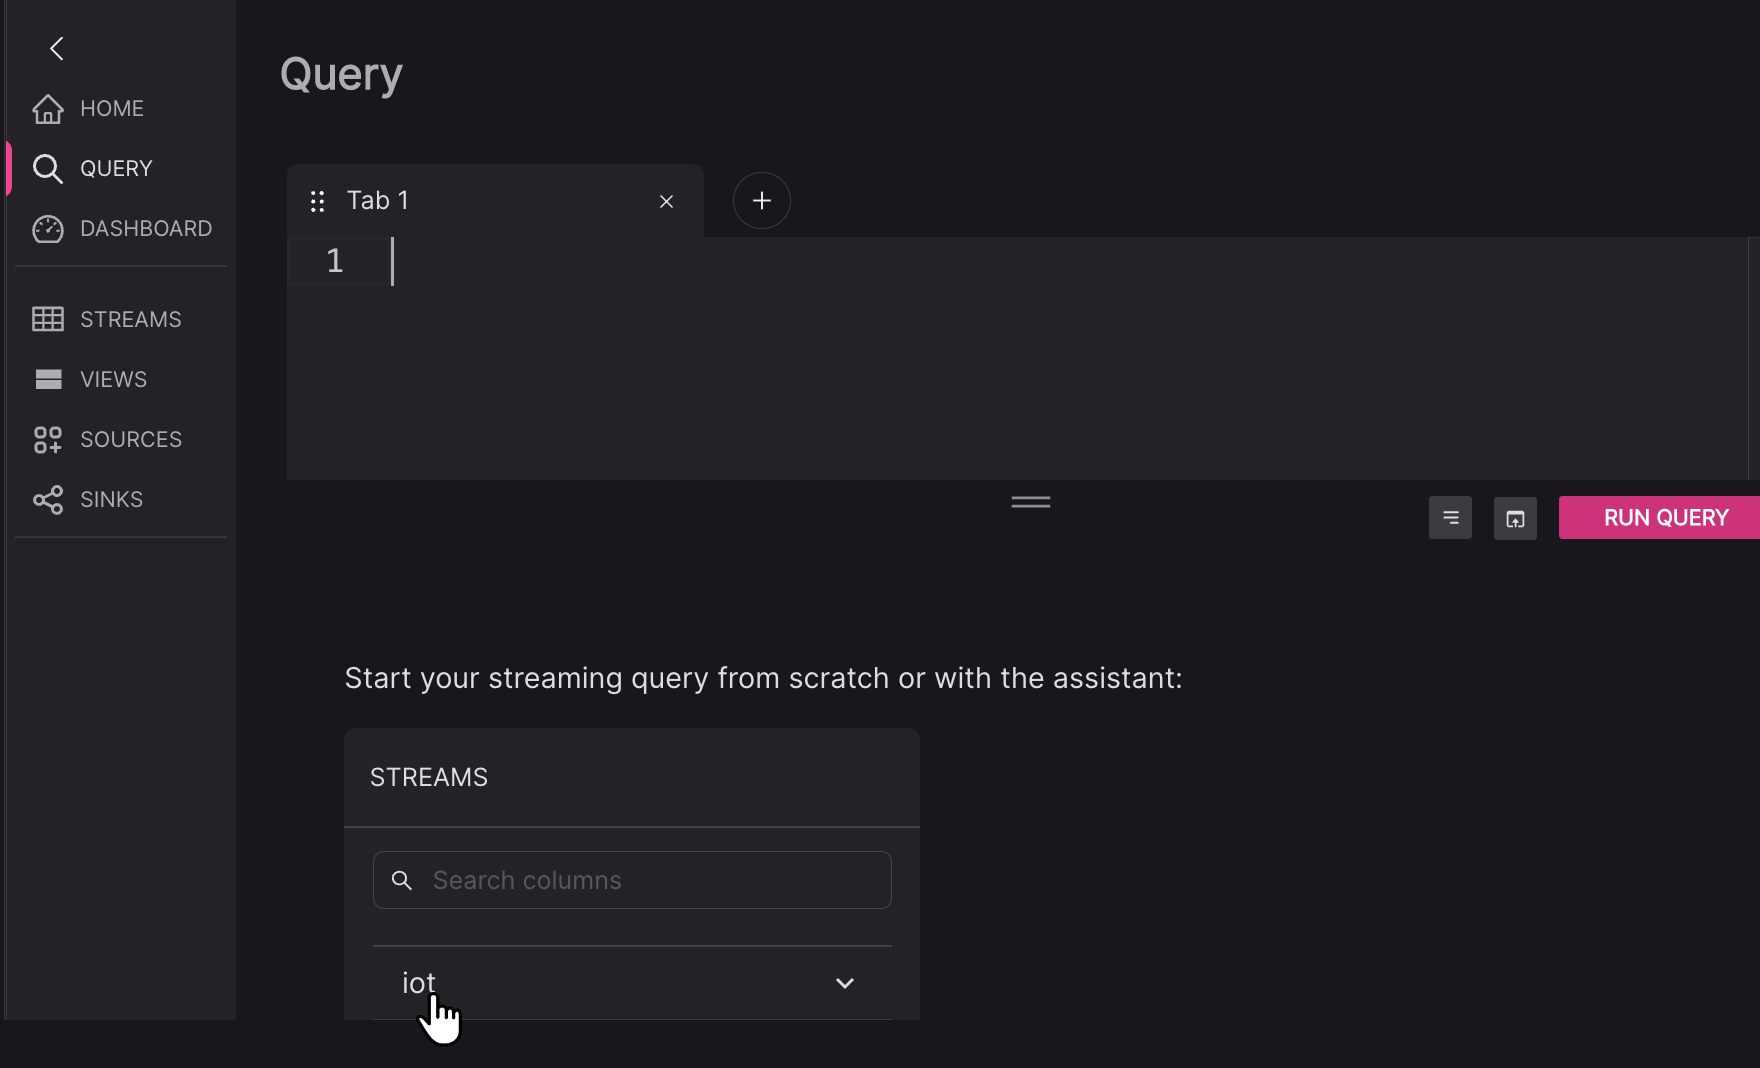 Query
HOME
QUERY
DASHBOARD
STREAMS
VIEWS
SOURCES
SINKS
Tab 1
1
RUN QUERY
Start your streaming query from scratch or with the assistant:
STREAMS
Search columns
iot